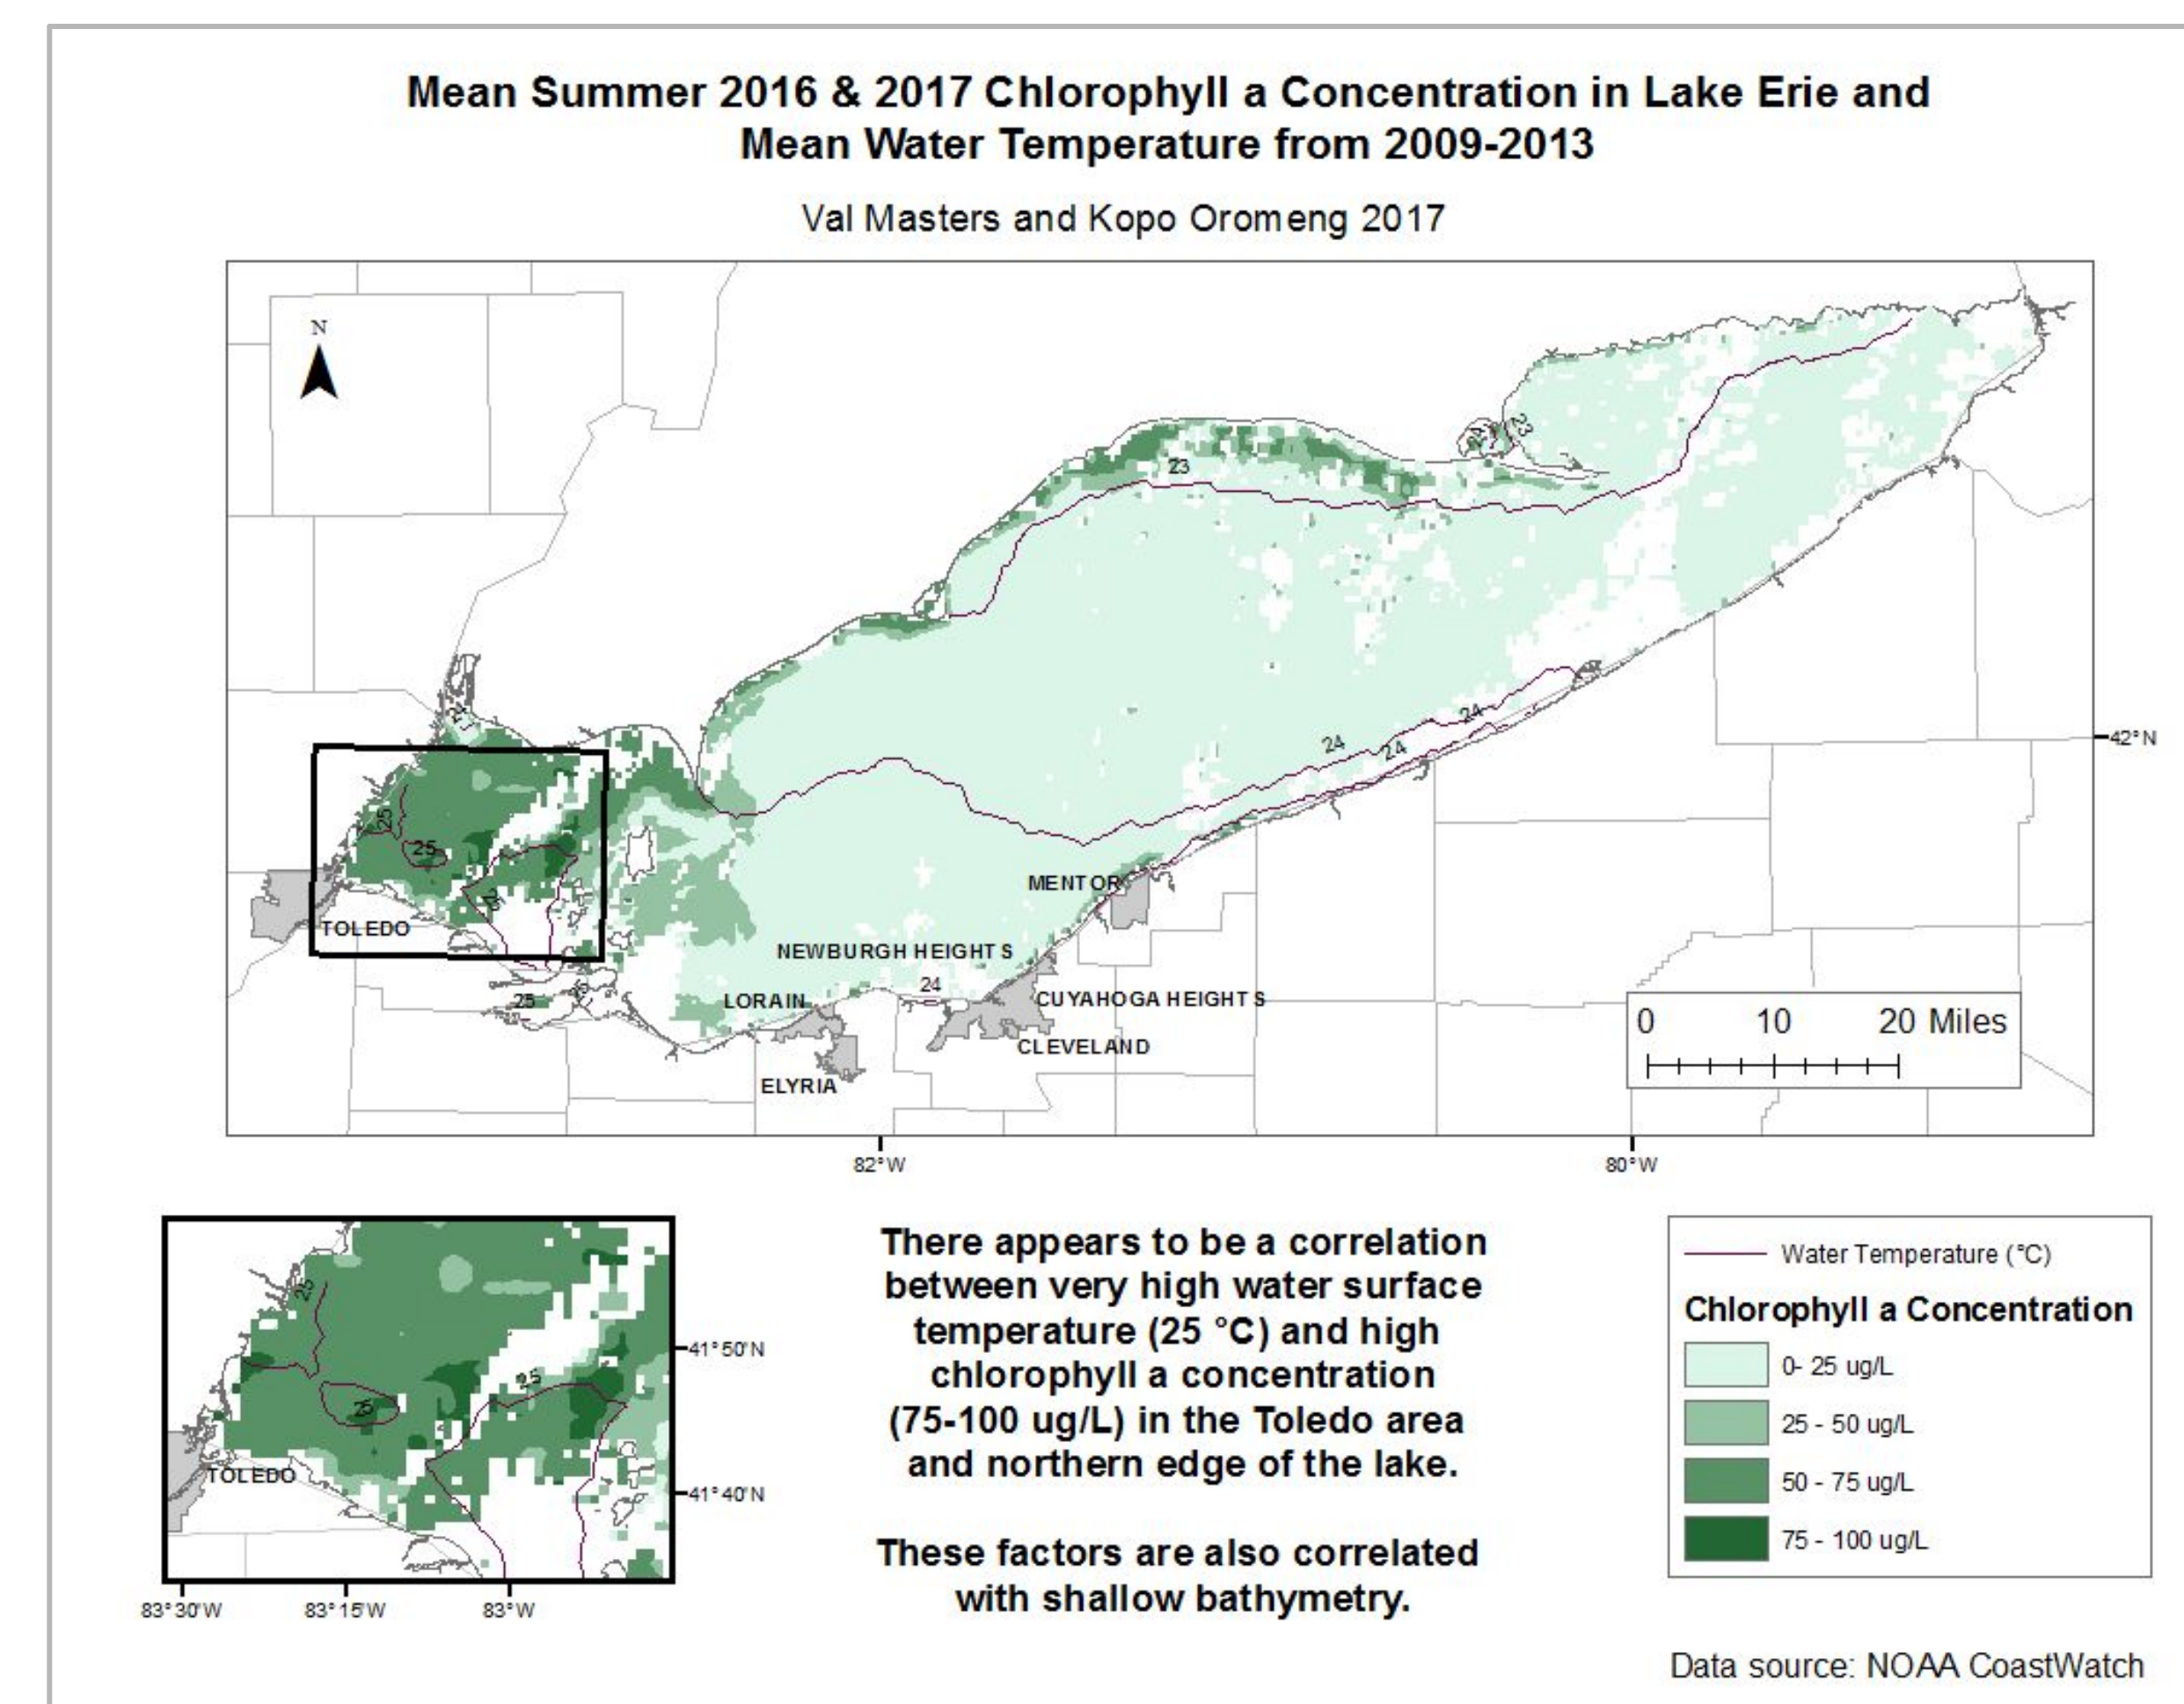 Mean Summer 2016 & 2017 Chlorophyll a Concentration in Lake Erie and
Mean Water Temperature from 2009-2013
Val Masters and Kopo Oromeng 2017
N
23
24
23
24
24
24
24
42°N
25
25
25
TOLEDO
MENTOR
NEWBURGH HEIGHTS
24
LORAIN
25
25
CUYAHOGA HEIGHTS
CLEVELAND
ELYRIA
0 10 20 Miles
82°W
80°W
25
25
25
TOLEDO
41°50'N
41°40'N
83°30'W
83°15'W
83°W
There appears to be a correlation
between very high water surface
temperature (25 °C) and high
chlorophyll a concentration
(75-100 ug/L) in the Toledo area
and northern edge of the lake.
These factors are also correlated
with shallow bathymetry.
Water Temperature (°C)
Chlorophyll a Concentration
0- 25 ug/L
25 - 50 ug/L
50 - 75 ug/L
75 - 100 ug/L
Data source: NOAA CoastWatch